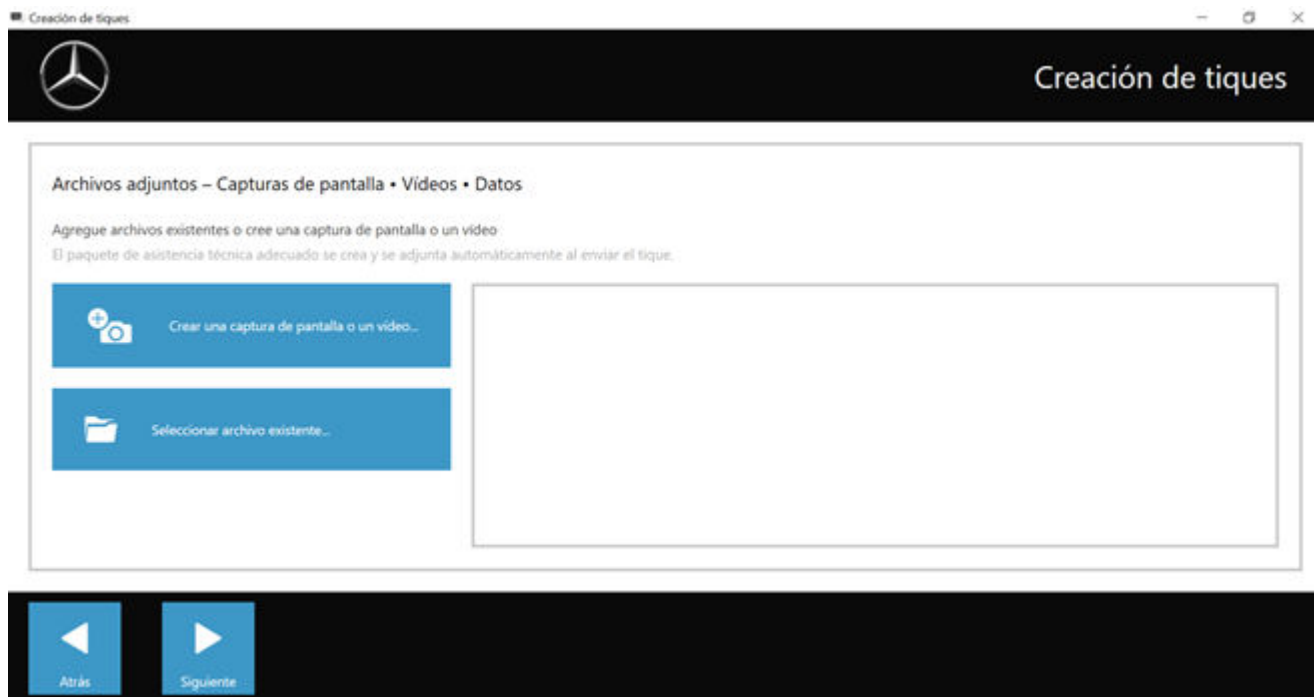 Creación de tiques
Creación de tiques
Archivos adjuntos – Capturas de pantalla • Vídeos • Datos
Agregue archivos existentes o cree una captura de pantalla o un vídeo
El paquete de asistencia técnica adecuado se crea y se adjunta automáticamente al enviar el tique.
Crear una captura de pantalla o un vídeo...
Seleccionar archivo existente...
Atrás
Siguiente